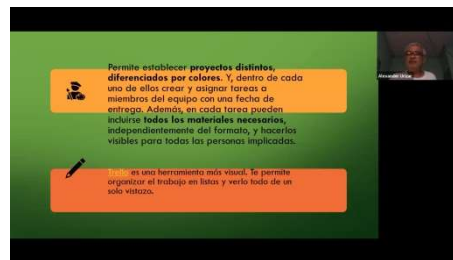 Permite establecer proyectos distintos,
diferenciados por colores. Y, dentro de cada
uno de ellos crear y asignar tareas a
miembros del equipo con una fecha de
entrega. Además, en cada tarea pueden
incluirse todos los materiales necesarios,
independientemente del formato, y hacerlos
visibles para todas las personas implicadas.
Trello es una herramienta más visual. Te permite
organizar el trabajo en listas y verlo todo de un
solo vistazo.
Alexander